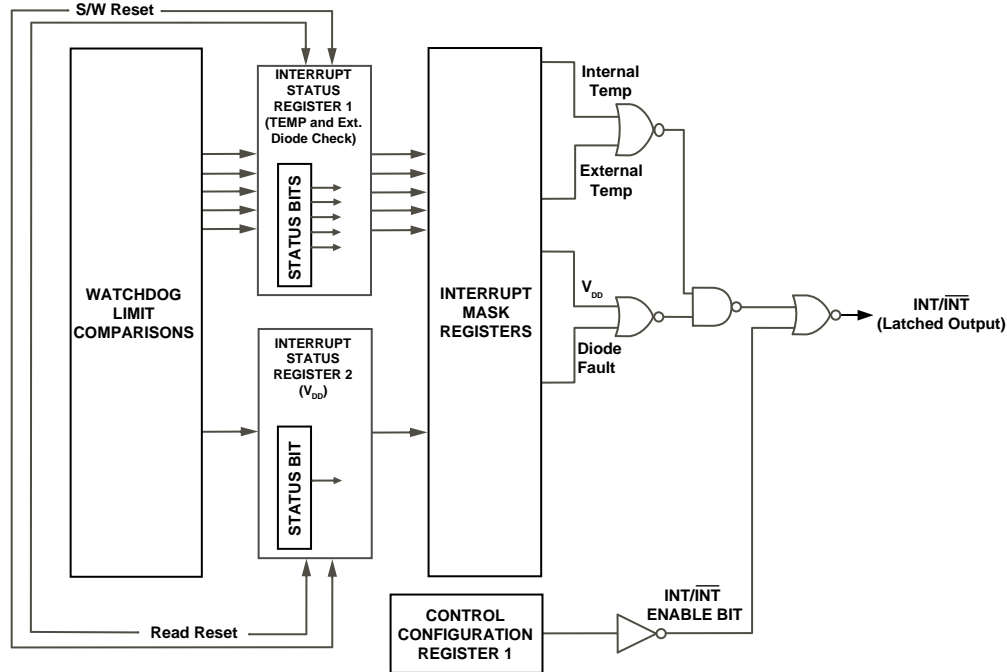 S/W Reset
INTERRUPT
STATUS
REGISTER 1
(TEMP and Ext.
Diode Check)
STATUS BITS
WATCHDOG
LIMIT
COMPARISONS
INTERRUPT
STATUS
REGISTER 2
(VDD)
STATUS BIT
Read Reset
INTERRUPT
MASK
REGISTERS
Internal
Temp
External
Temp
VDD
Diode
Fault
INT/INT
(Latched Output)
CONTROL
CONFIGURATION
REGISTER 1
INT/INT
ENABLE BIT